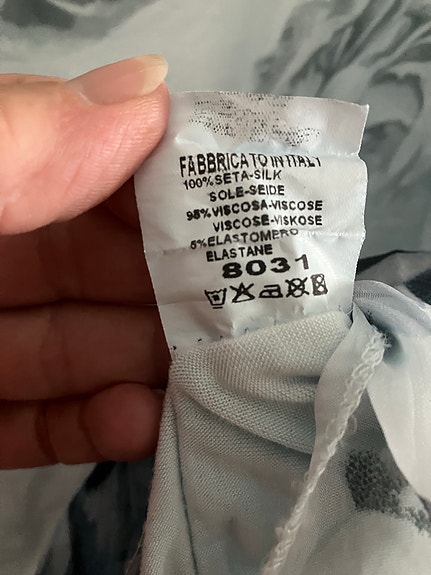 FABBRICATO IN ITALY
100%SETA-SILK
SOLE-SEIDE
95%VISCOSA-VISCOSE
VISCOSE-VISKOSE
5%ELASTOMERO
ELASTANE
8031